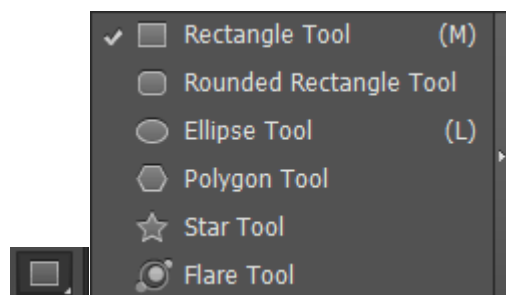 Rectangle Tool (M)
Rounded Rectangle Tool
Ellipse Tool (L)
Polygon Tool
Star Tool
Flare Tool